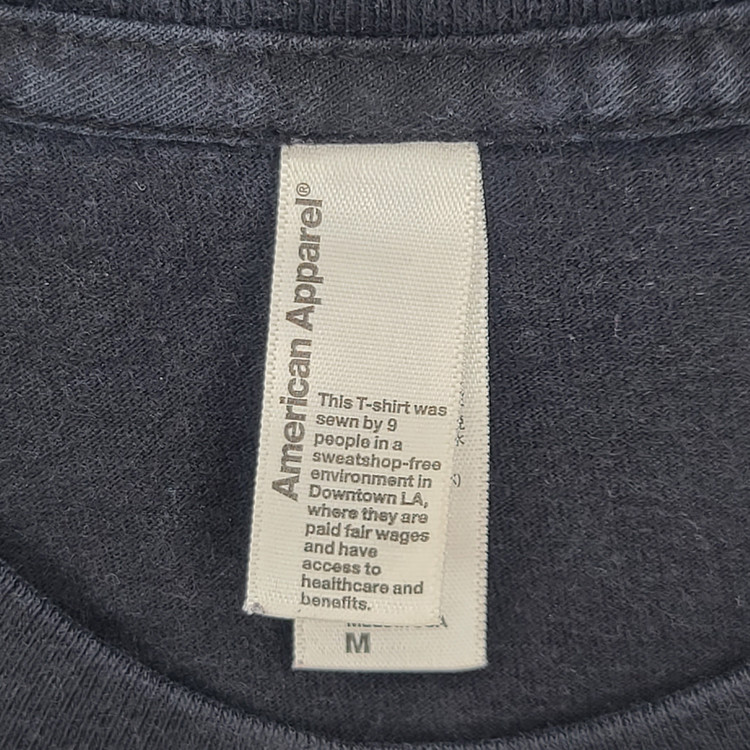 American Apparel®
This T-shirt was
sewn by 9
people in a
sweatshop-free
environment in
Downtown LA,
where they are
paid fair wages
and have
access to
healthcare and
benefits.
M